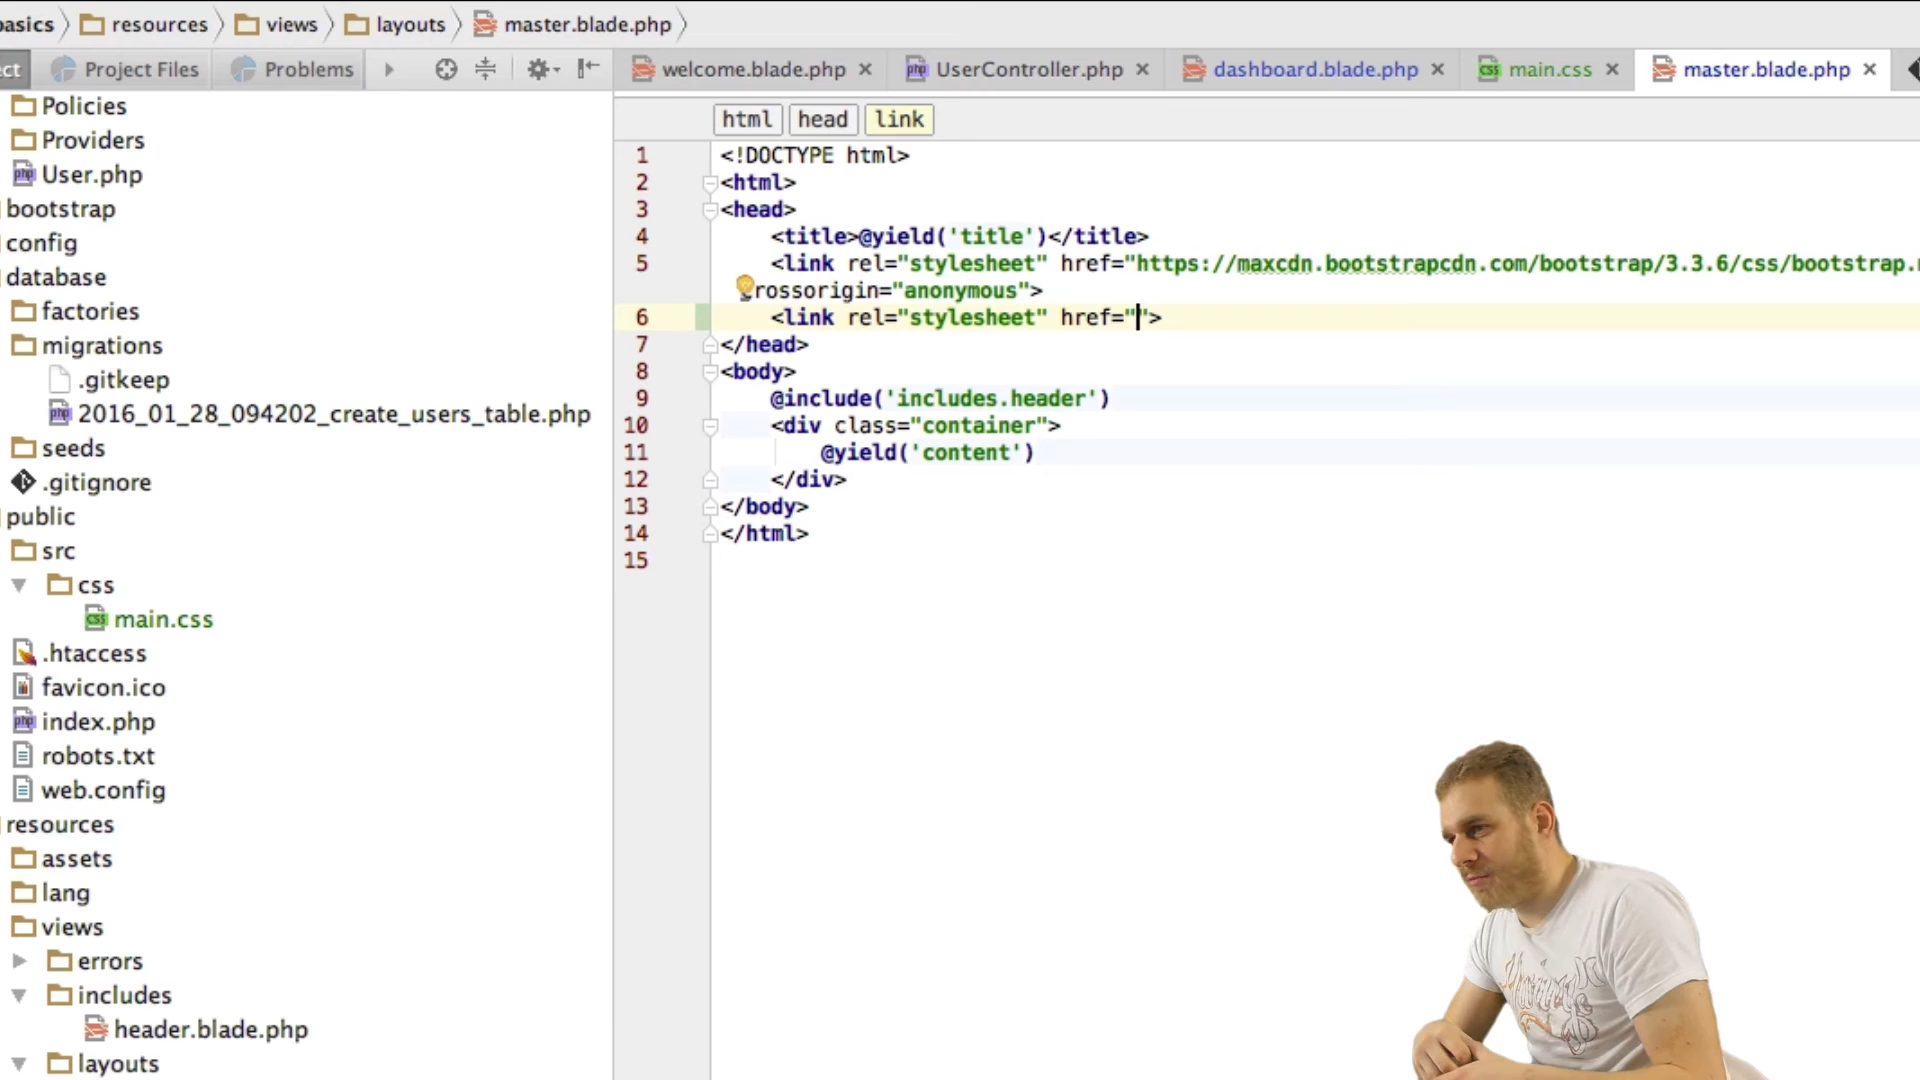 basics resources views layouts master.blade.php
ct Project Files Problems
welcome.blade.php UserController.php dashboard.blade.php main.css master.blade.php
Policies
Providers
User.php
bootstrap
config
database
factories
migrations
.gitkeep
2016_01_28_094202_create_users_table.php
seeds
.gitignore
public
src
css
main.css
.htaccess
favicon.ico
index.php
robots.txt
web.config
resources
assets
lang
views
errors
includes
header.blade.php
layouts
html head link
1 <!DOCTYPE html>
2 <html>
3 <head>
4 <title>@yield('title')</title>
5 <link rel="stylesheet" href="https://maxcdn.bootstrapcdn.com/bootstrap/3.3.6/css/bootstrap.
rossorigin="anonymous">
6 <link rel="stylesheet" href="">
7 </head>
8 <body>
9 @include('includes.header')
10 <div class="container">
11 @yield('content')
12 </div>
13 </body>
14 </html>
15